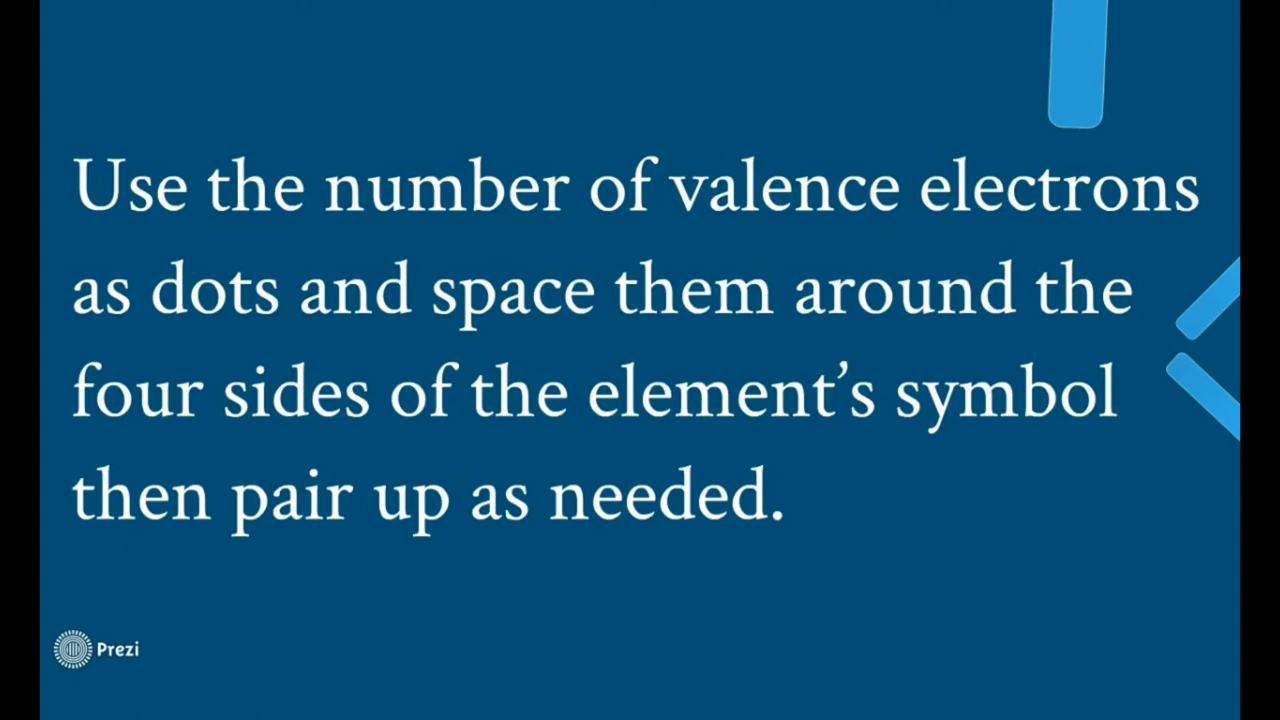 Use the number of valence electrons
as dots and space them around the
four sides of the element’s symbol
then pair up as needed.
Prezi